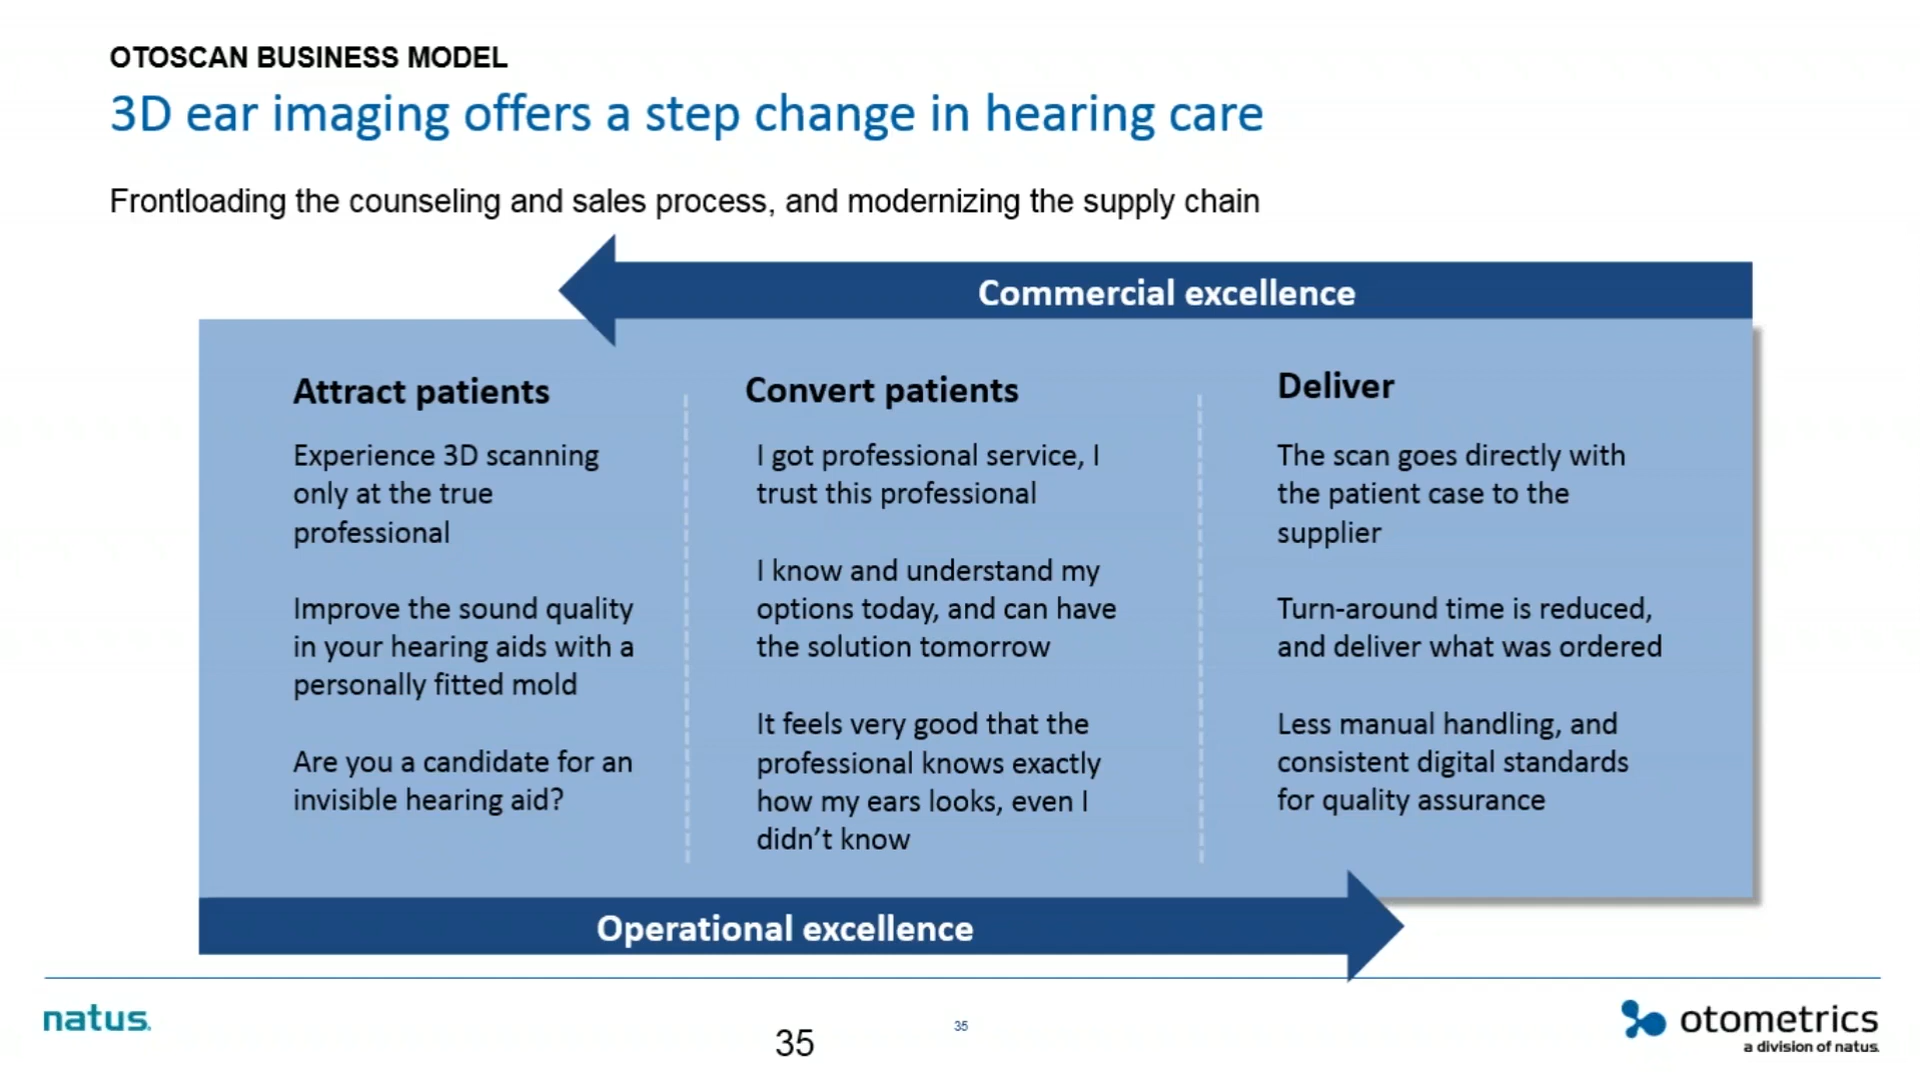 OTOSCAN BUSINESS MODEL
3D ear imaging offers a step change in hearing care
Frontloading the counseling and sales process, and modernizing the supply chain
Commercial excellence
Attract patients
Experience 3D scanning
only at the true
professional
Improve the sound quality
in your hearing aids with a
personally fitted mold
Are you a candidate for an
invisible hearing aid?
Convert patients
I got professional service, I
trust this professional
I know and understand my
options today, and can have
the solution tomorrow
It feels very good that the
professional knows exactly
how my ears looks, even I
didn’t know
Deliver
The scan goes directly with
the patient case to the
supplier
Turn-around time is reduced,
and deliver what was ordered
Less manual handling, and
consistent digital standards
for quality assurance
Operational excellence
natus.
35
35
otometrics
a division of natus.